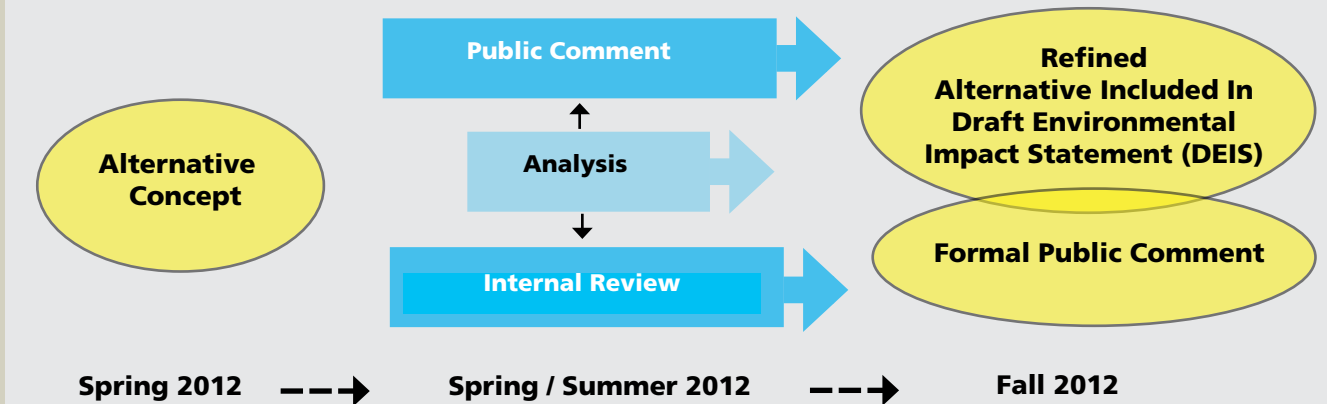 Public Comment
Refined
Alternative Included In
Draft Environmental
Impact Statement (DEIS)
Alternative
Concept
Analysis
Formal Public Comment
Internal Review
Spring 2012
Spring / Summer 2012
Fall 2012